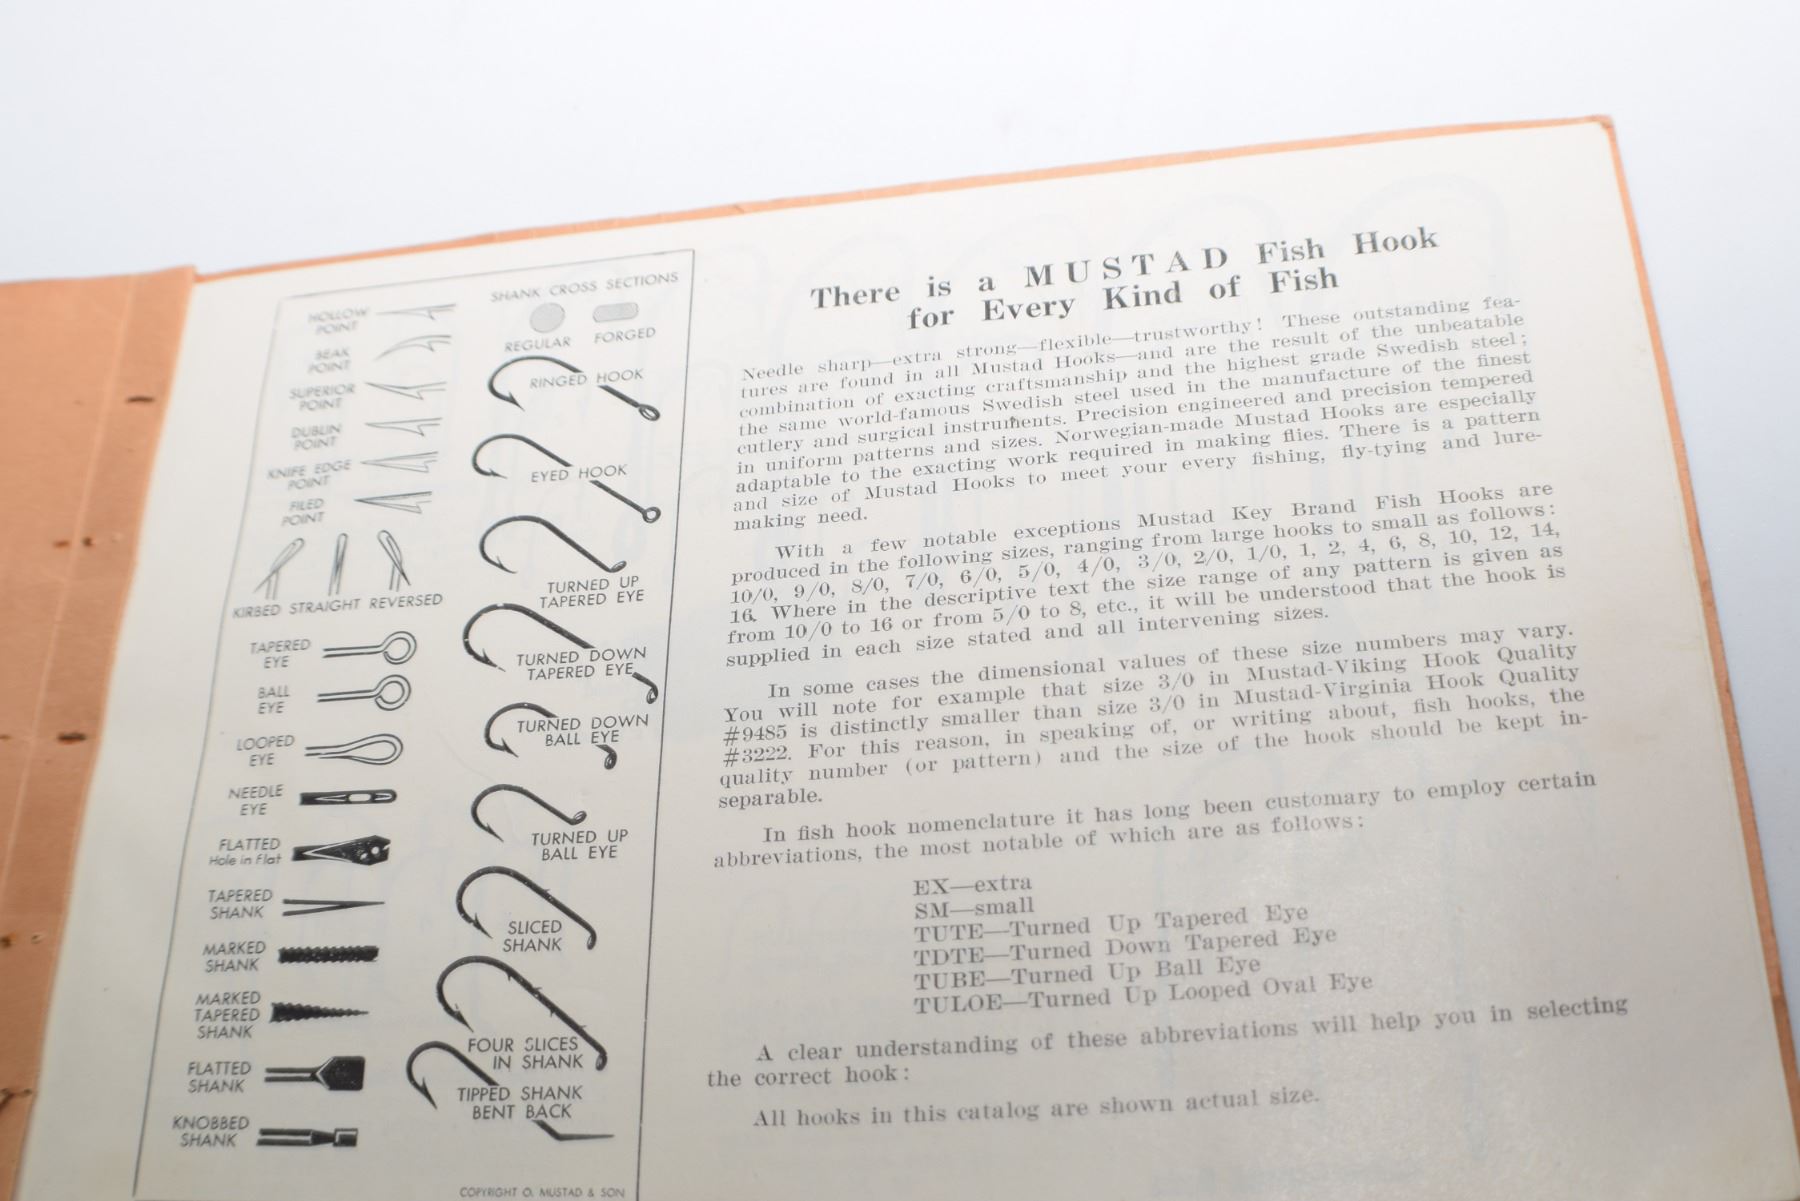 HOLLOW
POINT
BEAK
POINT
SUPERIOR
POINT
DUBLIN
POINT
KNIFE EDGE
POINT
FILED
POINT
KIRBED STRAIGHT REVERSED
TAPERED
EYE
BALL
EYE
LOOPED
EYE
NEEDLE
EYE
FLATTED
Hole in Flat
TAPERED
SHANK
MARKED
SHANK
MARKED
TAPERED
SHANK
FLATTED
SHANK
KNOBBED
SHANK
SHANK CROSS SECTIONS
REGULAR FORGED
RINGED HOOK
EYED HOOK
TURNED UP
TAPERED EYE
TURNED DOWN
TAPERED EYE
TURNED DOWN
BALL EYE
TURNED UP
BALL EYE
SLICED
SHANK
FOUR SLICES
IN SHANK
TIPPED SHANK
BENT BACK
COPYRIGHT O. MUSTAD & SON
There is a MUSTAD Fish Hook
for Every Kind of Fish
Needle sharp—extra strong—flexible—trustworthy! These outstanding fea-
tures are found in all Mustad Hooks—and are the result of the unbeatable
combination of exacting craftsmanship and the highest grade Swedish steel;
the same world-famous Swedish steel used in the manufacture of the finest
cutlery and surgical instruments. Precision engineered and precision tempered
in uniform patterns and sizes. Norwegian-made Mustad Hooks are especially
adaptable to the exacting work required in making flies. There is a pattern
and size of Mustad Hooks to meet your every fishing, fly-tying and lure-
making need.
With a few notable exceptions Mustad Key Brand Fish Hooks are
produced in the following sizes, ranging from large hooks to small as follows:
10/0, 9/0, 8/0, 7/0, 6/0, 5/0, 4/0, 3/0, 2/0, 1/0, 1, 2, 4, 6, 8, 10, 12, 14,
16. Where in the descriptive text the size range of any pattern is given as
from 10/0 to 16 or from 5/0 to 8, etc., it will be understood that the hook is
supplied in each size stated and all intervening sizes.
In some cases the dimensional values of these size numbers may vary.
You will note for example that size 3/0 in Mustad-Viking Hook Quality
#9485 is distinctly smaller than size 3/0 in Mustad-Virginia Hook Quality
#3222. For this reason, in speaking of, or writing about, fish hooks, the
quality number (or pattern) and the size of the hook should be kept in-
separable.
In fish hook nomenclature it has long been customary to employ certain
abbreviations, the most notable of which are as follows:
EX—extra
SM—small
TUTE—Turned Up Tapered Eye
TDTE—Turned Down Tapered Eye
TUBE—Turned Up Ball Eye
TULOE—Turned Up Looped Oval Eye
A clear understanding of these abbreviations will help you in selecting
the correct hook:
All hooks in this catalog are shown actual size.